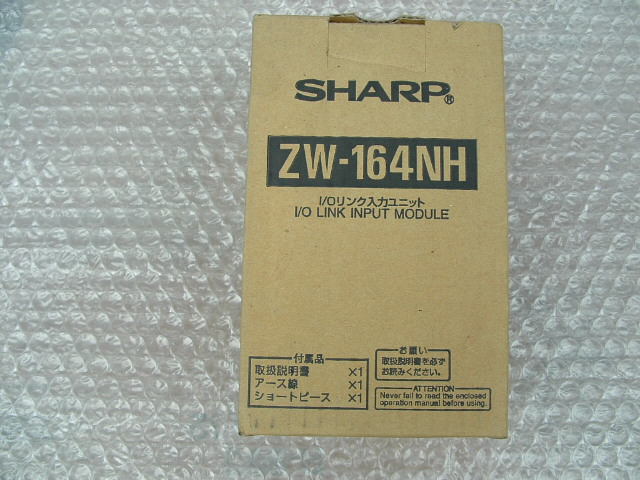 SHARP®
ZW-164NH
I/Oリンク入力ユニット
I/O LINK INPUT MODULE
付属品
取扱説明書 ×1
アース線 ×1
ショートピース ×1
お願い
取扱説明書を必ず
お読みください。
ATTENTION
Never fail to read the enclosed
operation manual before using.